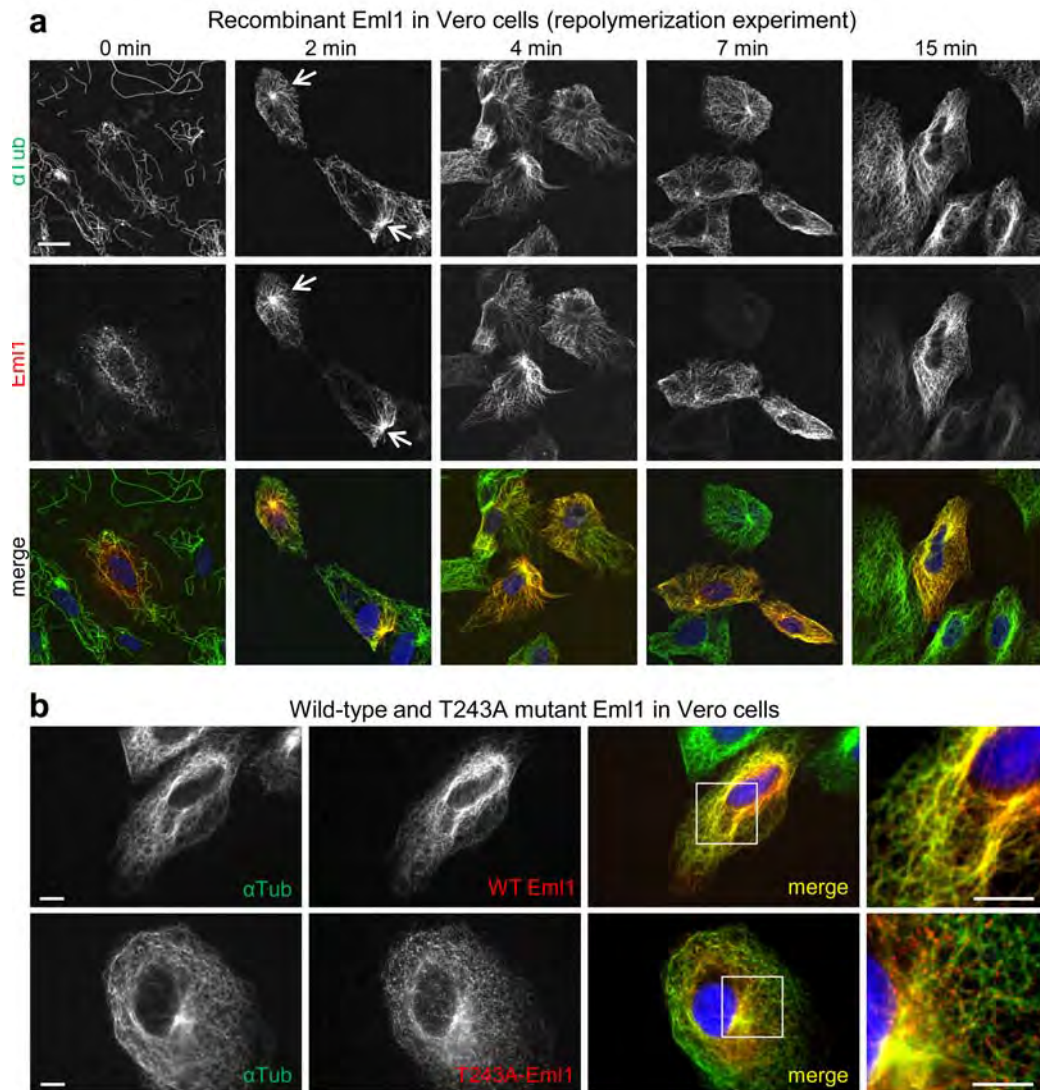 a
Recombinant Eml1 in Vero cells (repolymerization experiment)
0 min 2 min 4 min 7 min 15 min
αTub
Eml1
merge
b
Wild-type and T243A mutant Eml1 in Vero cells
αTub WT Eml1 merge
αTub T243A-Eml1 merge